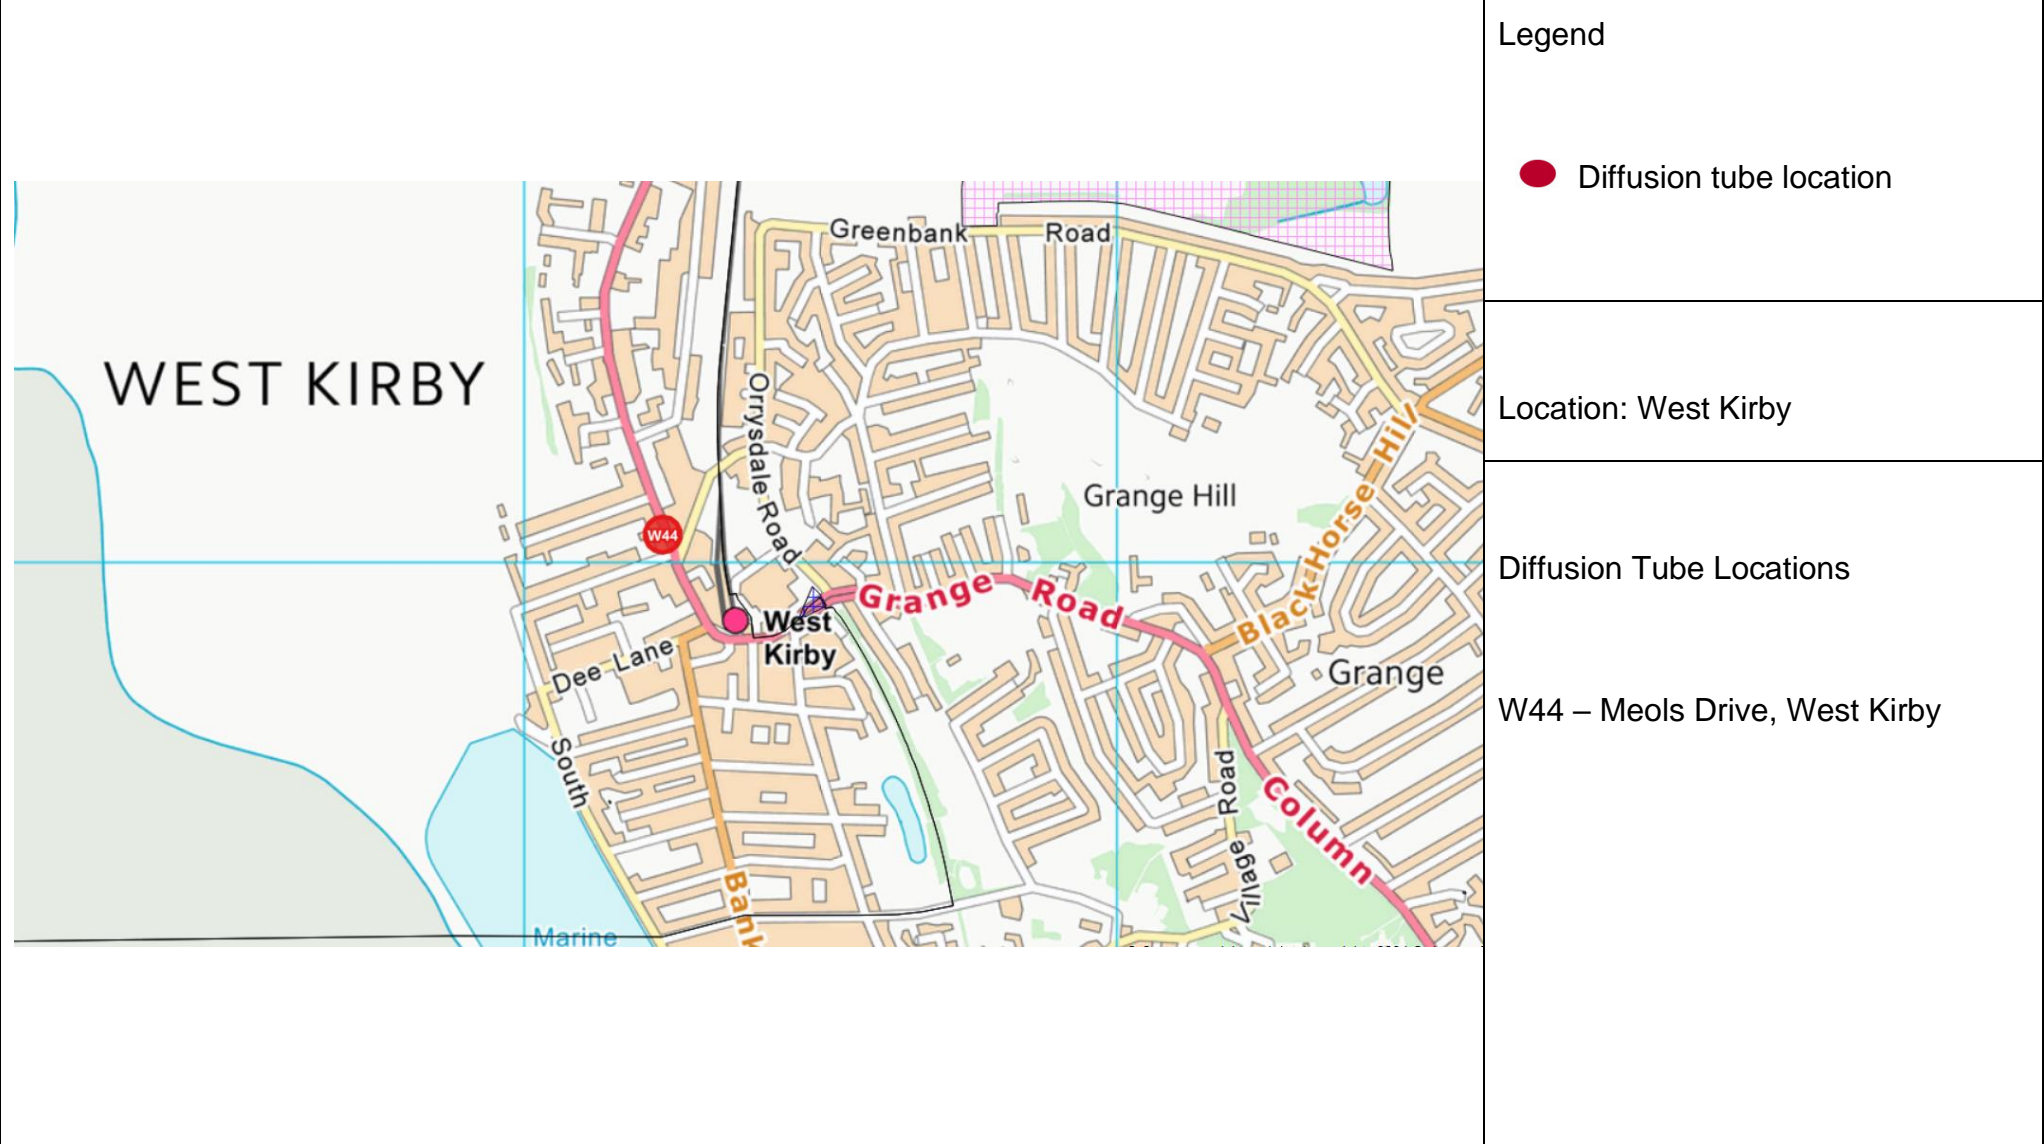 Legend
Diffusion tube location
Location: West Kirby
Diffusion Tube Locations
W44 – Meols Drive, West Kirby
Greenbank Road
WEST KIRBY
Orrysdale Road
Black Horse Hill
Grange Hill
W44
Grange Road
West
Kirby
Dee Lane
Grange
South
Village Road
Column
Bank
Marine